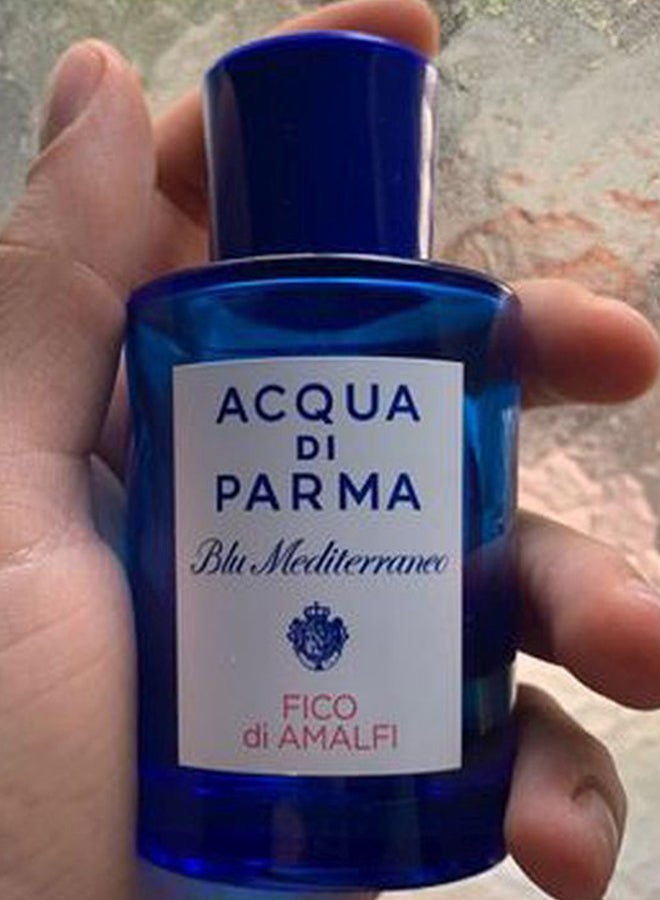 ACQUA
DI
PARMA
Blu Mediterraneo
FICO
di AMALFI